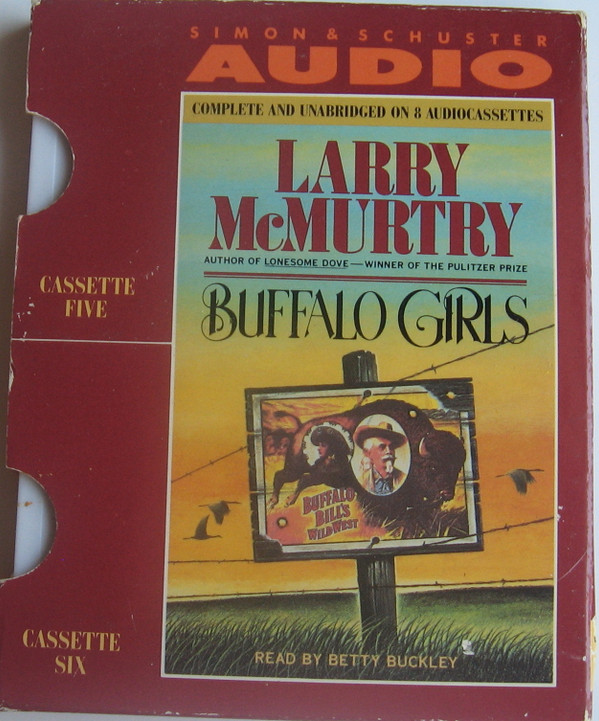 SIMON & SCHUSTER
AUDIO
COMPLETE AND UNABRIDGED ON 8 AUDIOCASSETTES
LARRY
McMURTRY
AUTHOR OF LONESOME DOVE—WINNER OF THE PULITZER PRIZE
BUFFALO GIRLS
CASSETTE
FIVE
BUFFALO
BILL'S
WILD WEST
CASSETTE
SIX
READ BY BETTY BUCKLEY